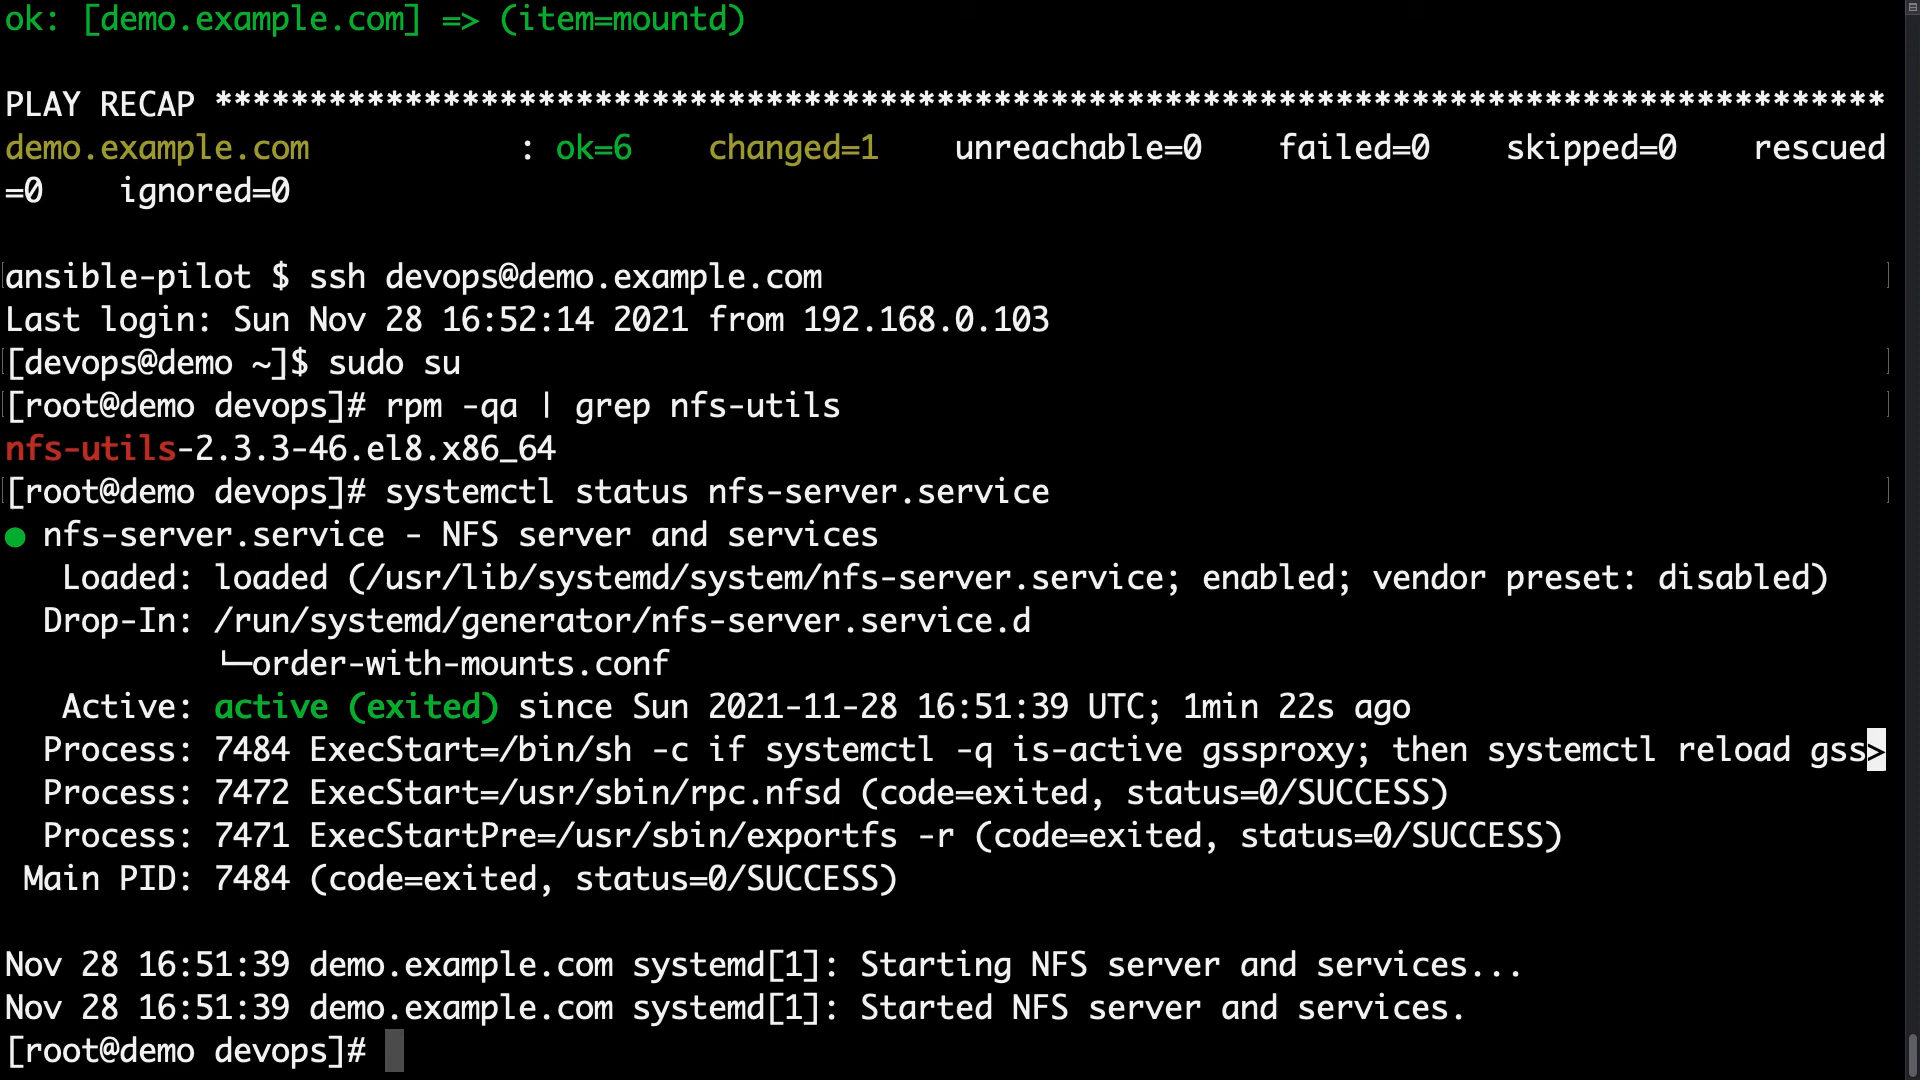 ok: [demo.example.com] => (item=mountd)
PLAY RECAP ****************************************************************************************
demo.example.com           : ok=6    changed=1    unreachable=0    failed=0    skipped=0    rescued
=0    ignored=0
ansible-pilot $ ssh devops@demo.example.com
Last login: Sun Nov 28 16:52:14 2021 from 192.168.0.103
[devops@demo ~]$ sudo su
[root@demo devops]# rpm -qa | grep nfs-utils
nfs-utils-2.3.3-46.el8.x86_64
[root@demo devops]# systemctl status nfs-server.service
● nfs-server.service - NFS server and services
   Loaded: loaded (/usr/lib/systemd/system/nfs-server.service; enabled; vendor preset: disabled)
  Drop-In: /run/systemd/generator/nfs-server.service.d
           └─order-with-mounts.conf
   Active: active (exited) since Sun 2021-11-28 16:51:39 UTC; 1min 22s ago
  Process: 7484 ExecStart=/bin/sh -c if systemctl -q is-active gssproxy; then systemctl reload gss>
  Process: 7472 ExecStart=/usr/sbin/rpc.nfsd (code=exited, status=0/SUCCESS)
  Process: 7471 ExecStartPre=/usr/sbin/exportfs -r (code=exited, status=0/SUCCESS)
 Main PID: 7484 (code=exited, status=0/SUCCESS)
Nov 28 16:51:39 demo.example.com systemd[1]: Starting NFS server and services...
Nov 28 16:51:39 demo.example.com systemd[1]: Started NFS server and services.
[root@demo devops]#